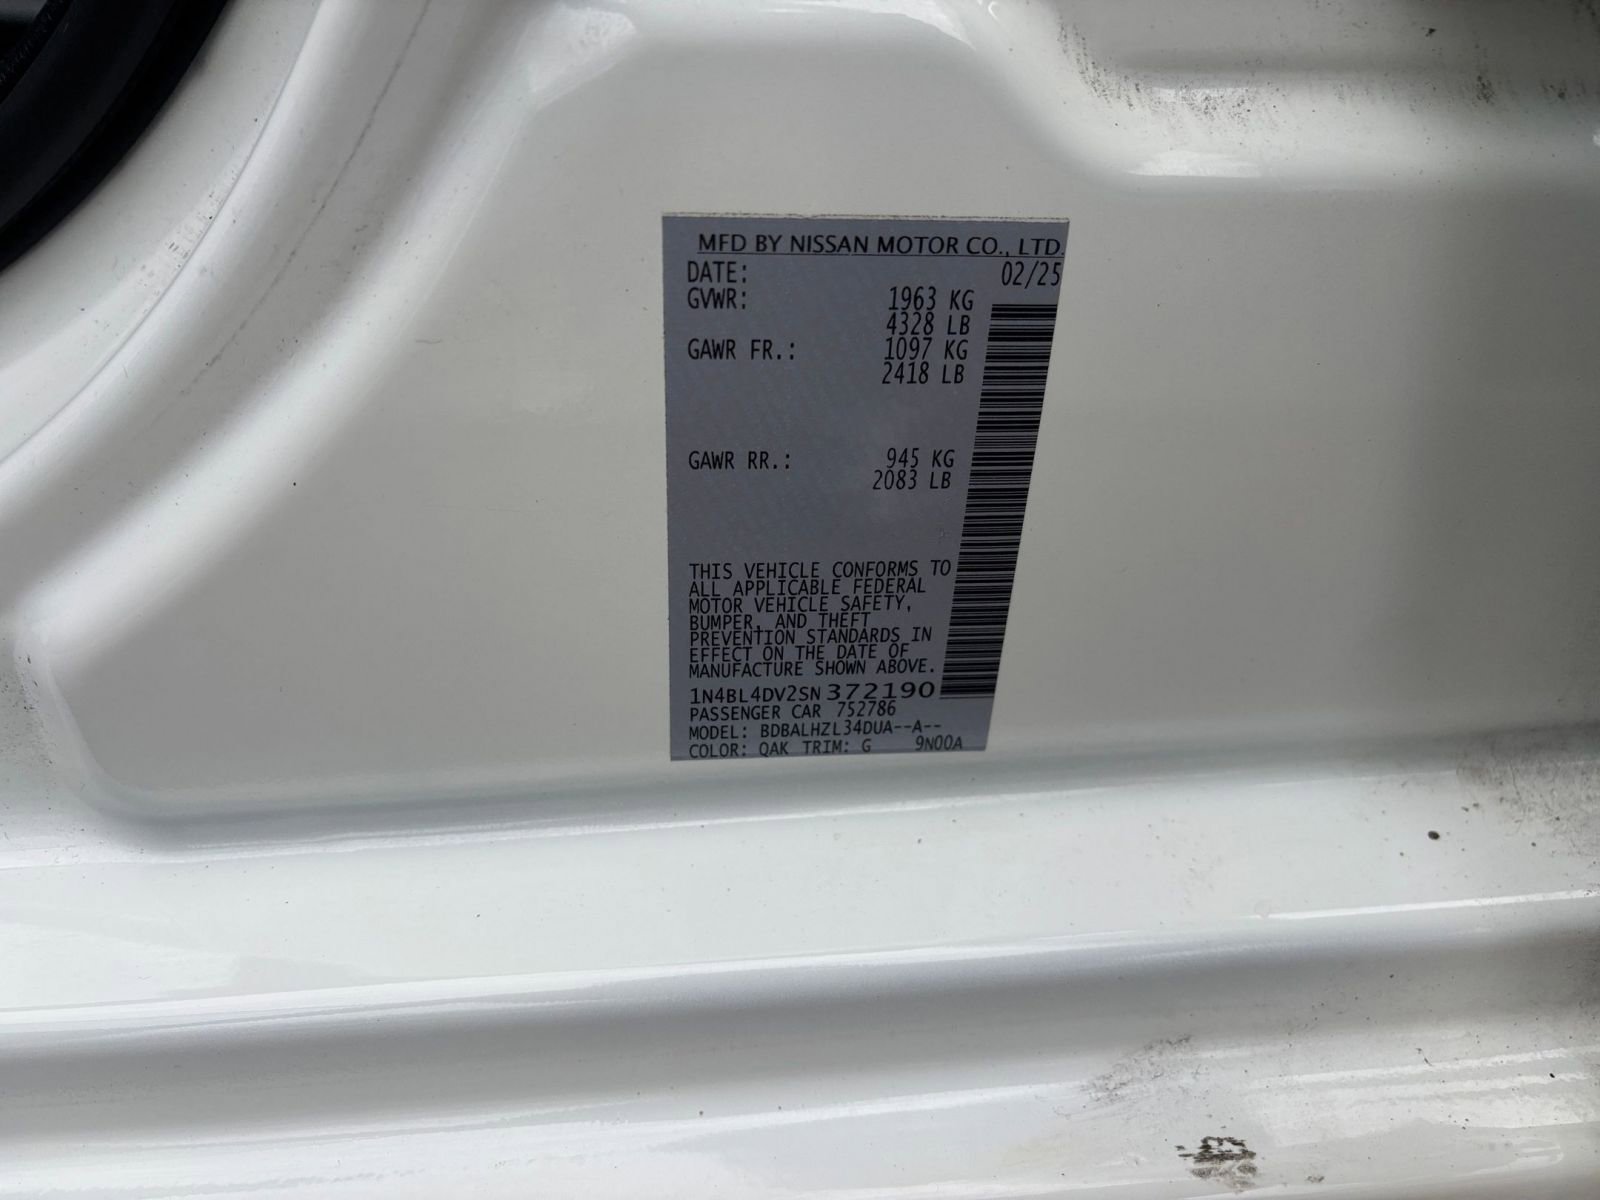 MFD BY NISSAN MOTOR CO., LTD.
DATE: 02/25
GVWR: 1963 KG
4328 LB
GAWR FR.: 1097 KG
2418 LB
GAWR RR.: 945 KG
2083 LB
THIS VEHICLE CONFORMS TO
ALL APPLICABLE FEDERAL
MOTOR VEHICLE SAFETY,
BUMPER, AND THEFT
PREVENTION STANDARDS IN
EFFECT ON THE DATE OF
MANUFACTURE SHOWN ABOVE.
1N4BL4DV2SN372190
PASSENGER CAR 752786
MODEL: BDBALHZL34DUA--A--
COLOR: QAK TRIM: G 9N00A